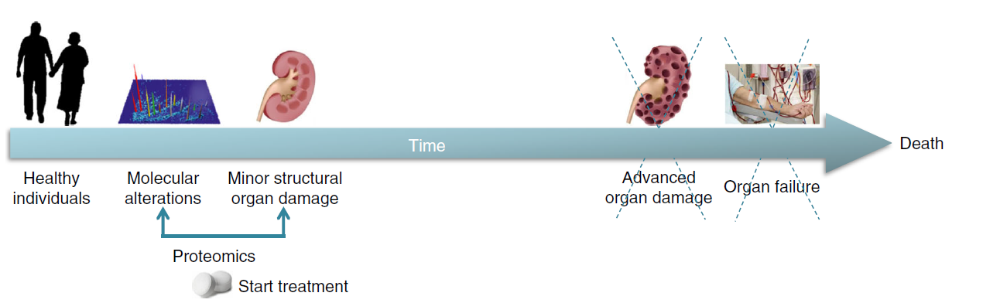 Time
Death
Healthy
individuals
Molecular
alterations
Minor structural
organ damage
Advanced
organ damage
Organ failure
Proteomics
Start treatment